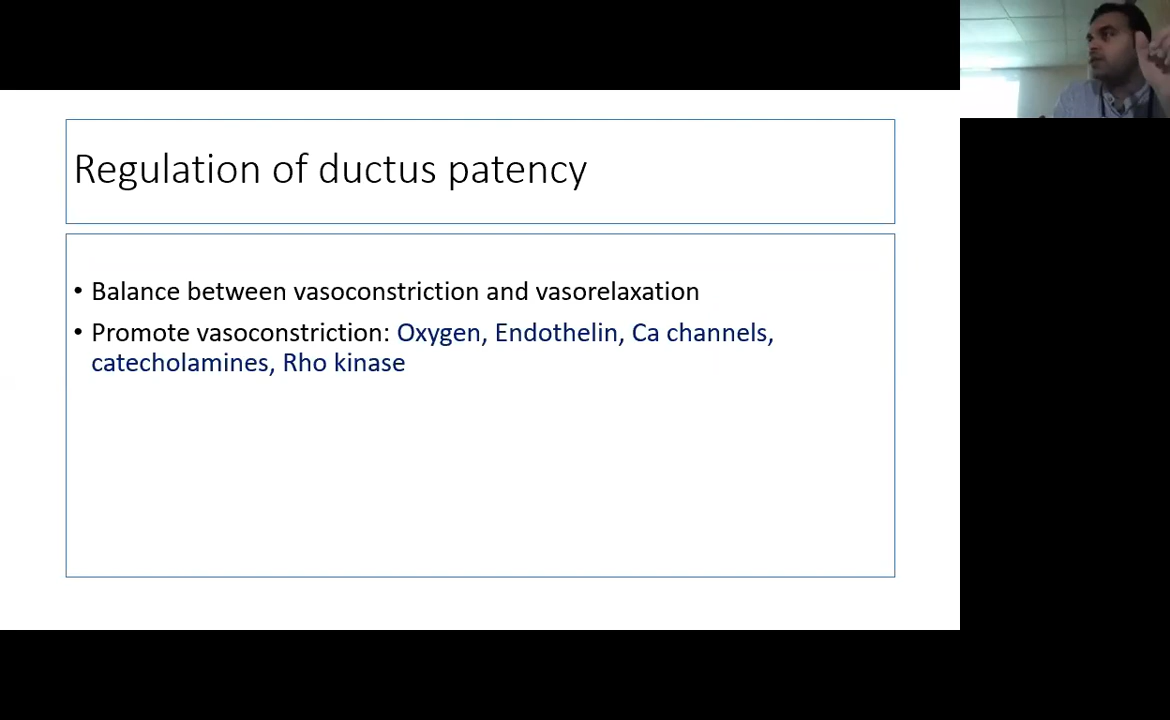 Regulation of ductus patency
• Balance between vasoconstriction and vasorelaxation
• Promote vasoconstriction: Oxygen, Endothelin, Ca channels,
catecholamines, Rho kinase